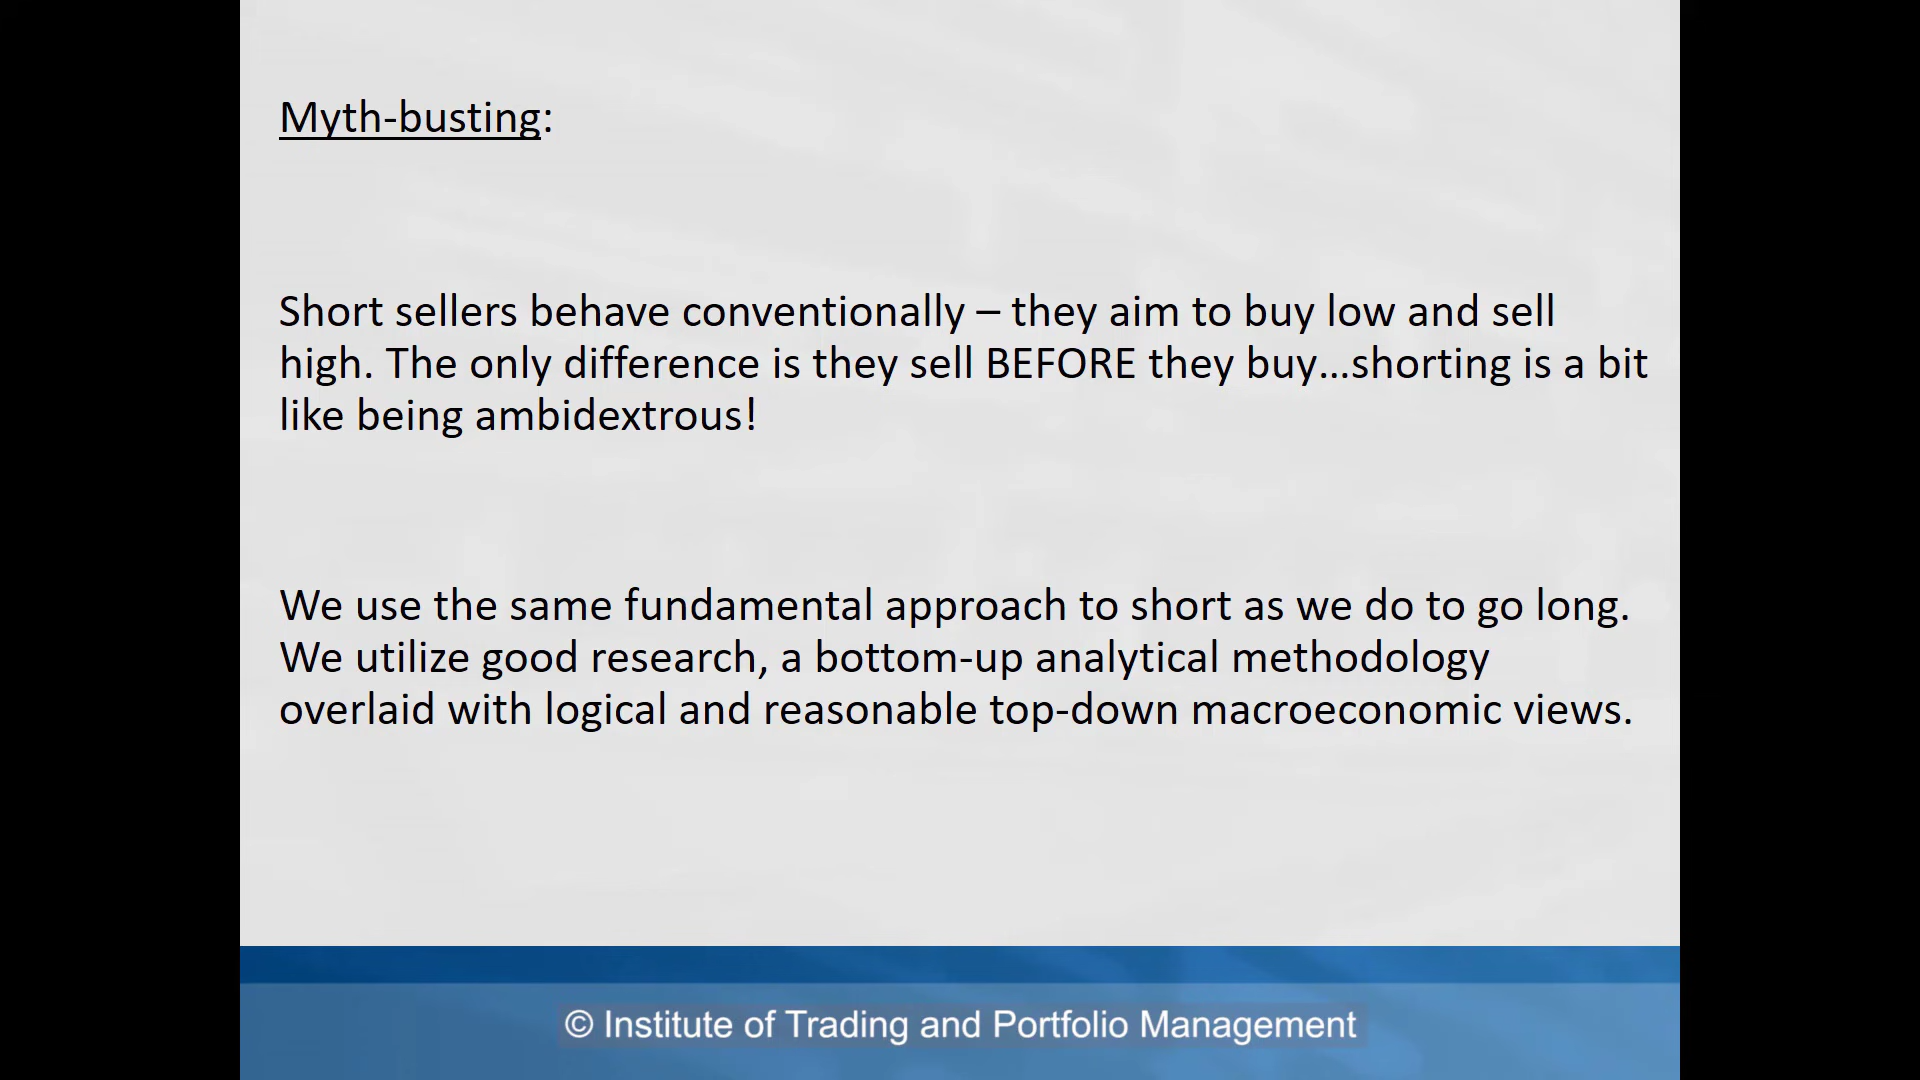 Myth-busting:
Short sellers behave conventionally – they aim to buy low and sell
high. The only difference is they sell BEFORE they buy…shorting is a bit
like being ambidextrous!
We use the same fundamental approach to short as we do to go long.
We utilize good research, a bottom-up analytical methodology
overlaid with logical and reasonable top-down macroeconomic views.
© Institute of Trading and Portfolio Management